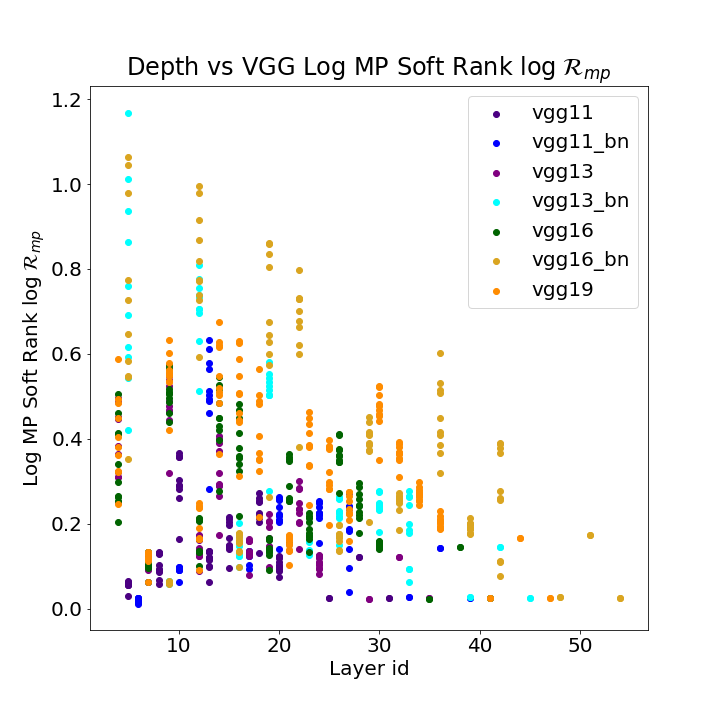 Depth vs VGG Log MP Soft Rank log ℛmp
Log MP Soft Rank log ℛmp
1.2
1.0
0.8
0.6
0.4
0.2
0.0
10 20 30 40 50
Layer id
vgg11
vgg11_bn
vgg13
vgg13_bn
vgg16
vgg16_bn
vgg19